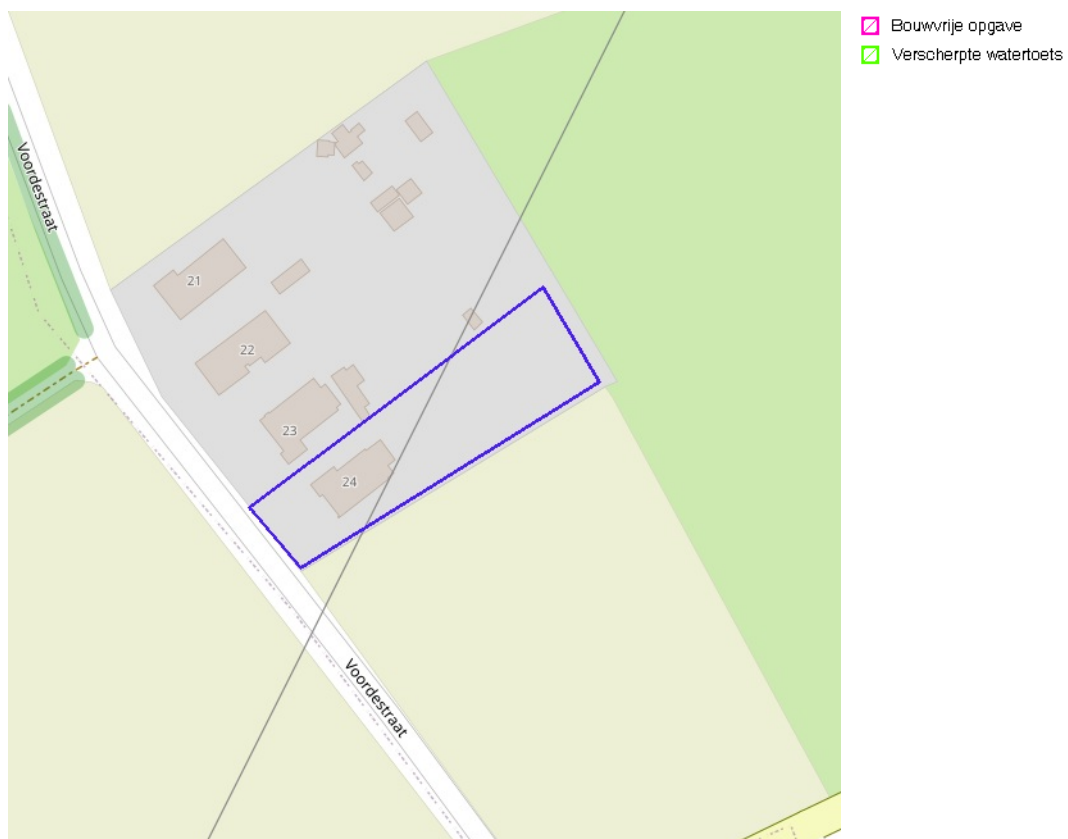 Bouwvrije opgave
Verscherpte watertoets
Voordestraat
21
22
23
24
Voordestraat